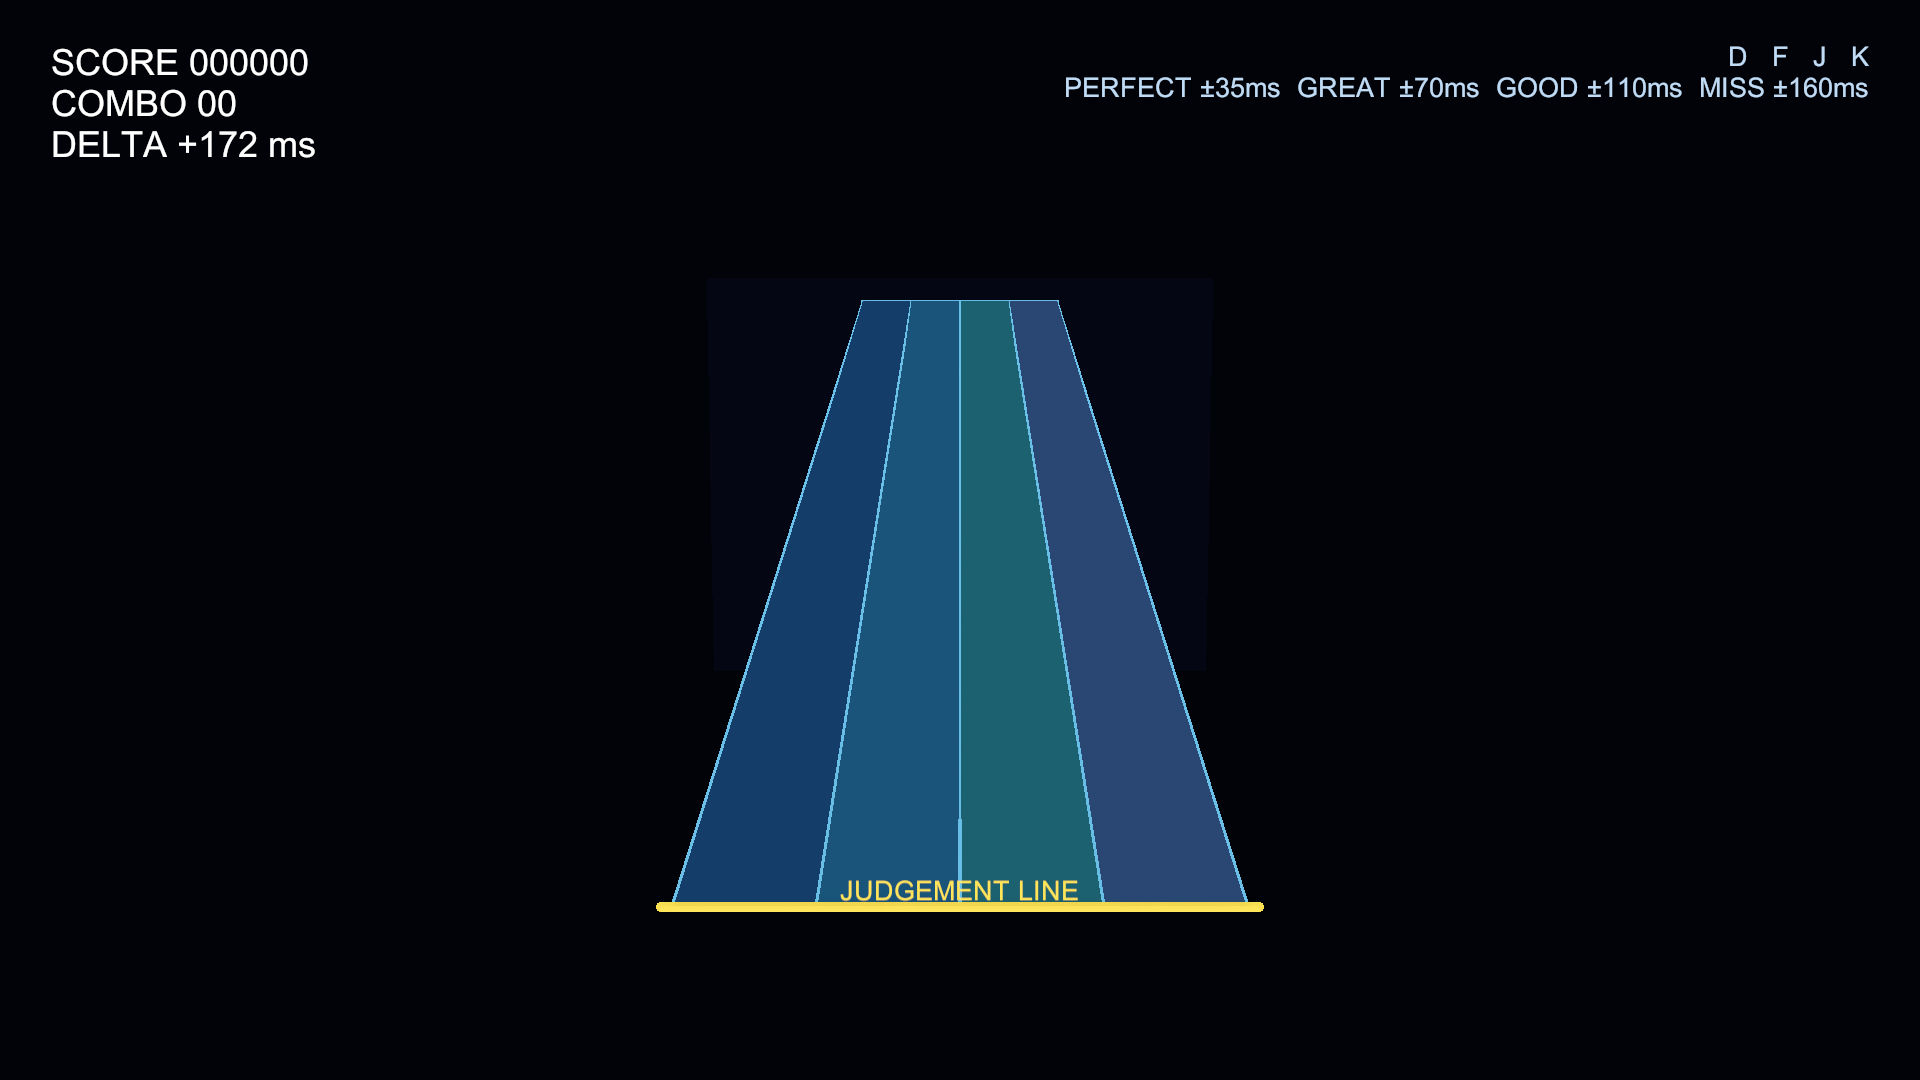 SCORE 000000
COMBO 00
DELTA +172 ms
D F J K
PERFECT ±35ms GREAT ±70ms GOOD ±110ms MISS ±160ms
JUDGEMENT LINE